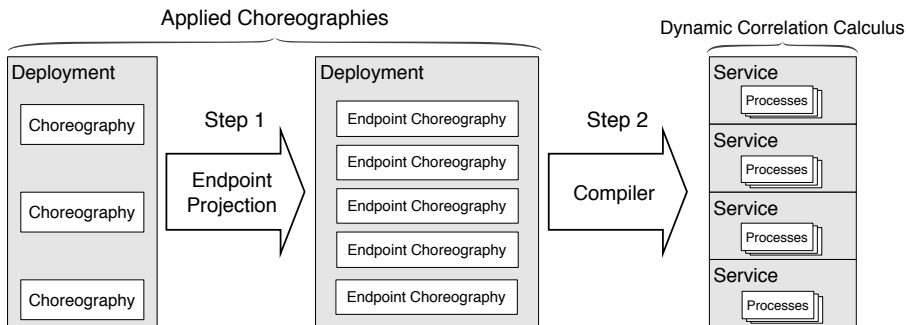 Applied Choreographies
Dynamic Correlation Calculus
Deployment
Choreography
Choreography
Choreography
Step 1
Endpoint
Projection
Deployment
Endpoint Choreography
Endpoint Choreography
Endpoint Choreography
Endpoint Choreography
Endpoint Choreography
Step 2
Compiler
Service
Processes
Service
Processes
Service
Processes
Service
Processes